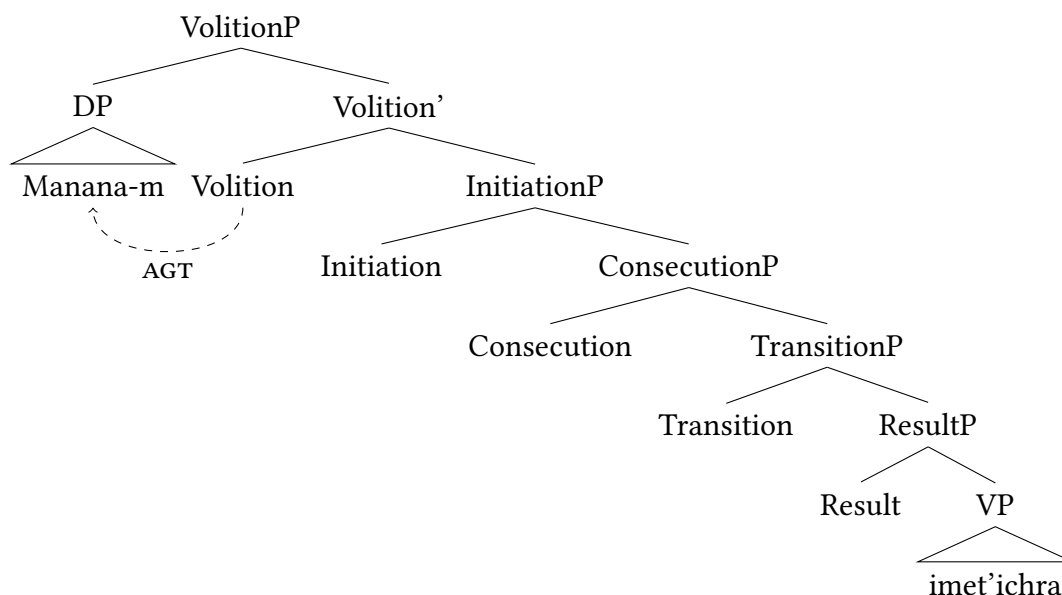 VolitionP
DP Volition’
Manana-m Volition InitiationP
AGT Initiation ConsecutionP
Consecution TransitionP
Transition ResultP
Result VP
imet’ichra